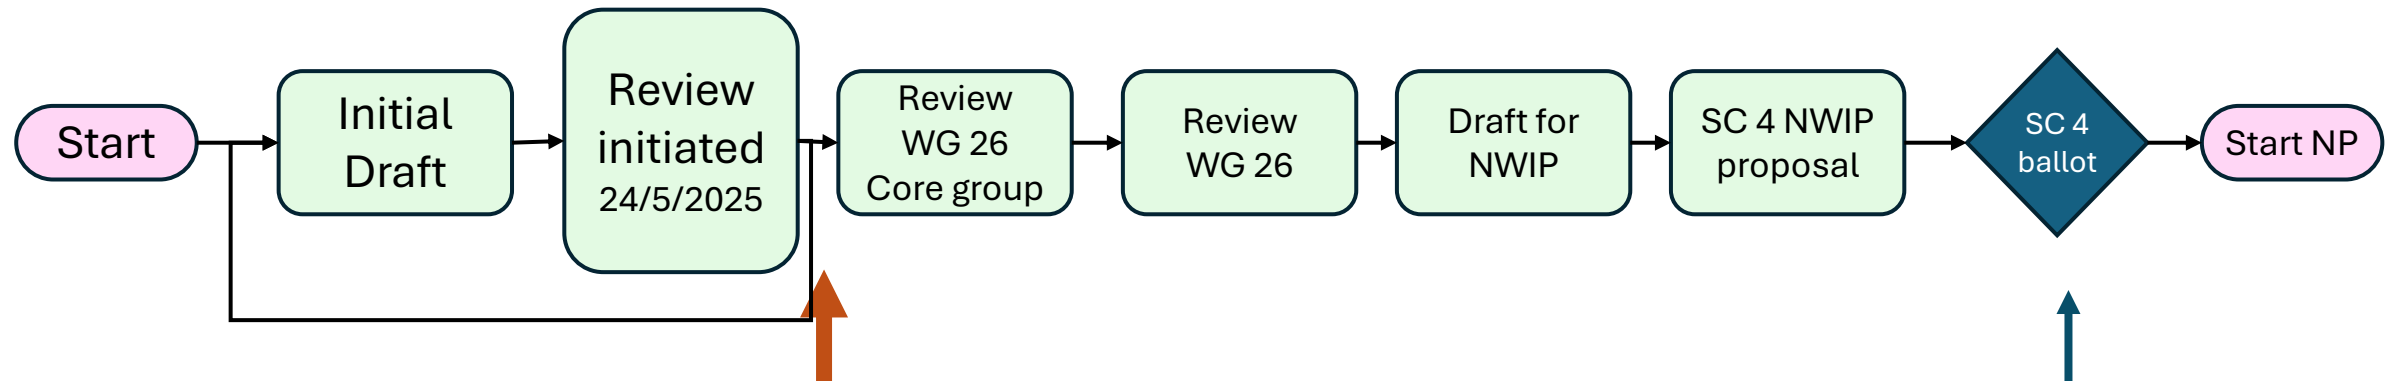 Start
Initial
Draft
Review
initiated
24/5/2025
Review
WG 26
Core group
Review
WG 26
Draft for
NWIP
SC 4 NWIP
proposal
SC 4
ballot
Start NP